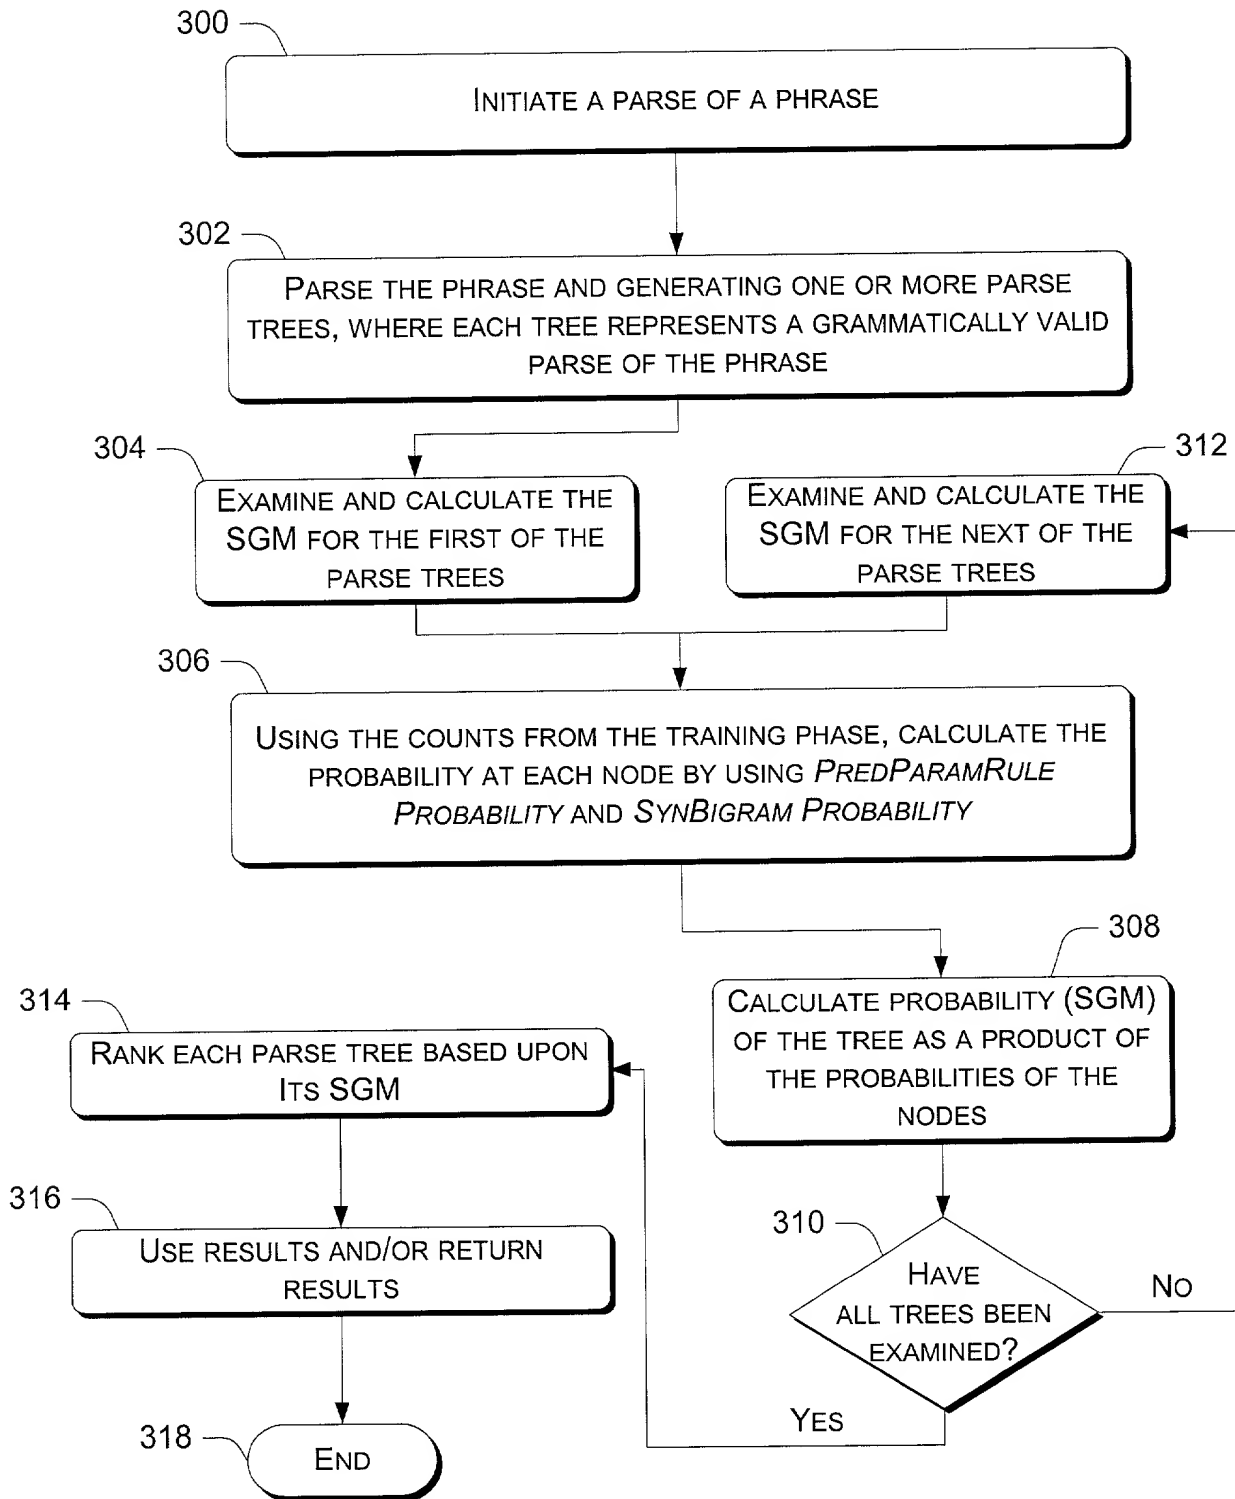 300
INITIATE A PARSE OF A PHRASE
302
PARSE THE PHRASE AND GENERATING ONE OR MORE PARSE
TREES, WHERE EACH TREE REPRESENTS A GRAMMATICALLY VALID
PARSE OF THE PHRASE
304
EXAMINE AND CALCULATE THE
SGM FOR THE FIRST OF THE
PARSE TREES
312
EXAMINE AND CALCULATE THE
SGM FOR THE NEXT OF THE
PARSE TREES
306
USING THE COUNTS FROM THE TRAINING PHASE, CALCULATE THE
PROBABILITY AT EACH NODE BY USING PREDPARAMRULE
PROBABILITY AND SYNBIGRAM PROBABILITY
308
CALCULATE PROBABILITY (SGM)
OF THE TREE AS A PRODUCT OF
THE PROBABILITIES OF THE
NODES
310
HAVE
ALL TREES BEEN
EXAMINED?
NO
YES
314
RANK EACH PARSE TREE BASED UPON
ITS SGM
316
USE RESULTS AND/OR RETURN
RESULTS
318
END